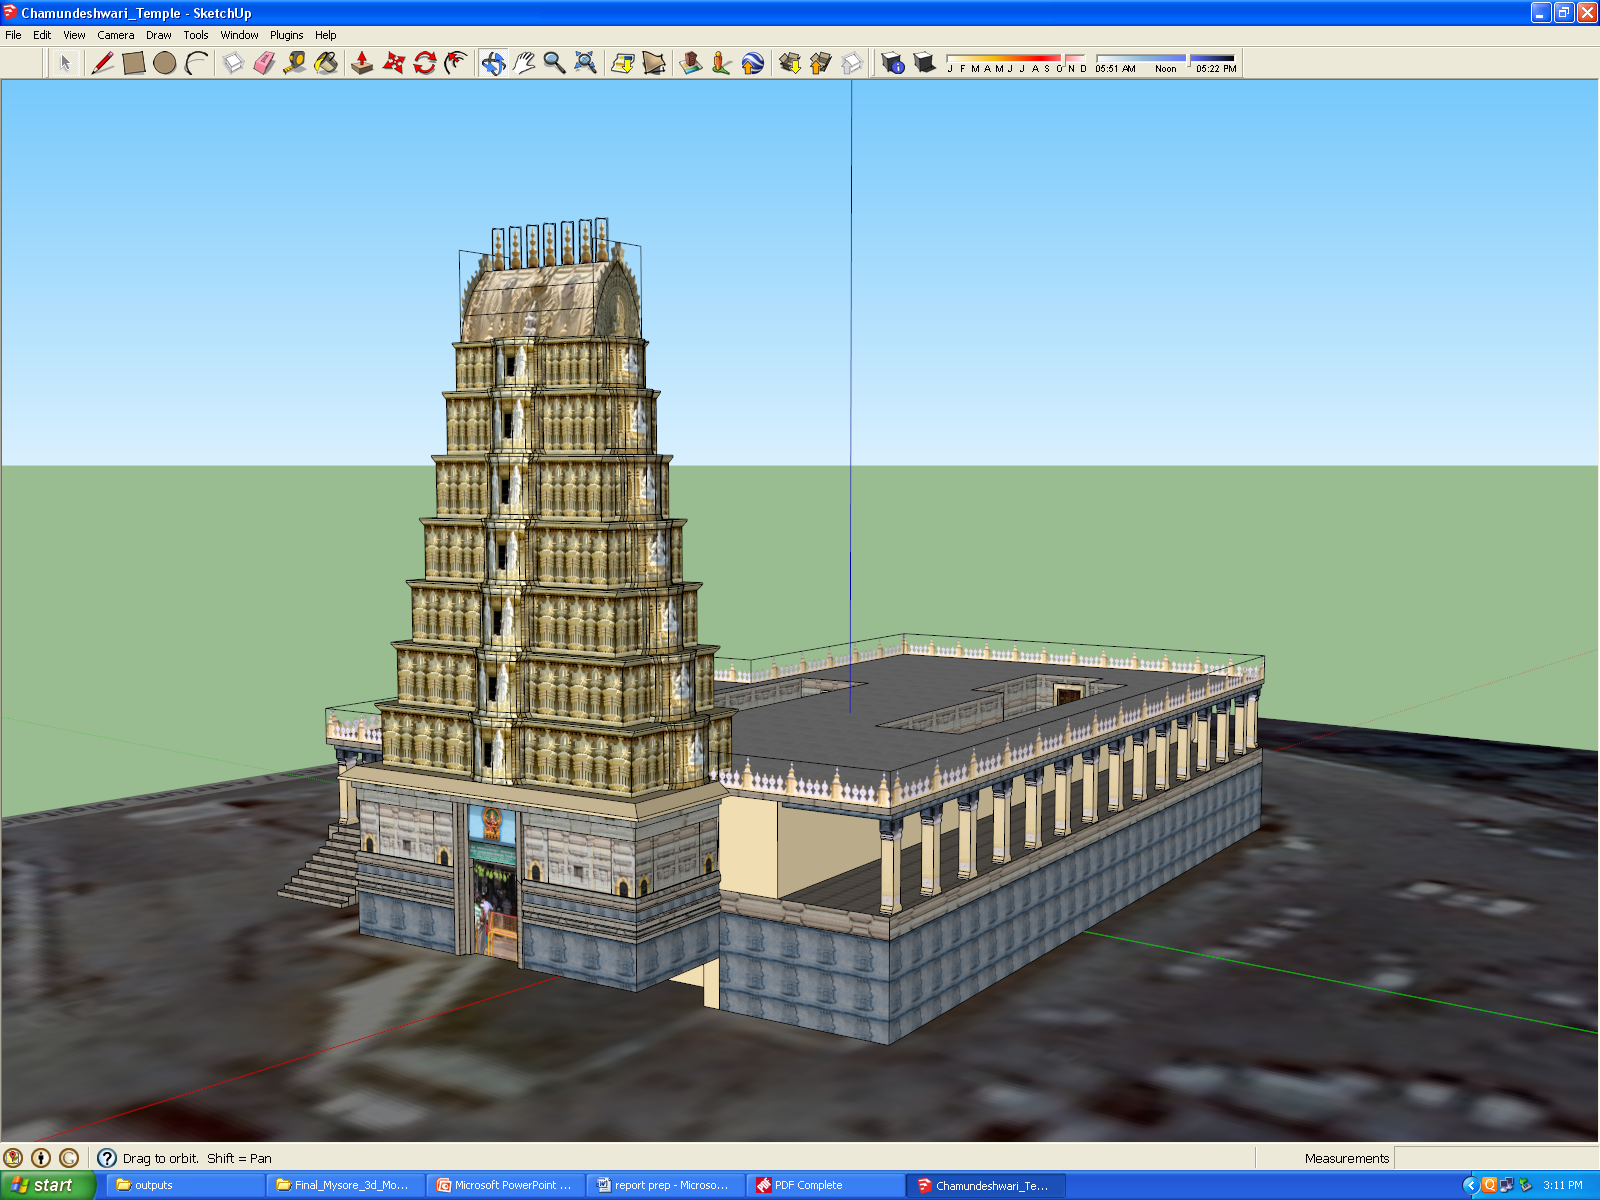 Chamundeshwari_Temple - SketchUp
File Edit View Camera Draw Tools Window Plugins Help
J F M A M J J A S O N D
05:51 AM Noon 05:22 PM
Drag to orbit. Shift = Pan
Measurements
start
outputs
Final_Mysore_3d_Mo...
Microsoft PowerPoint ...
report prep - Microso...
PDF Complete
Chamundeshwari_Te...
3:11 PM